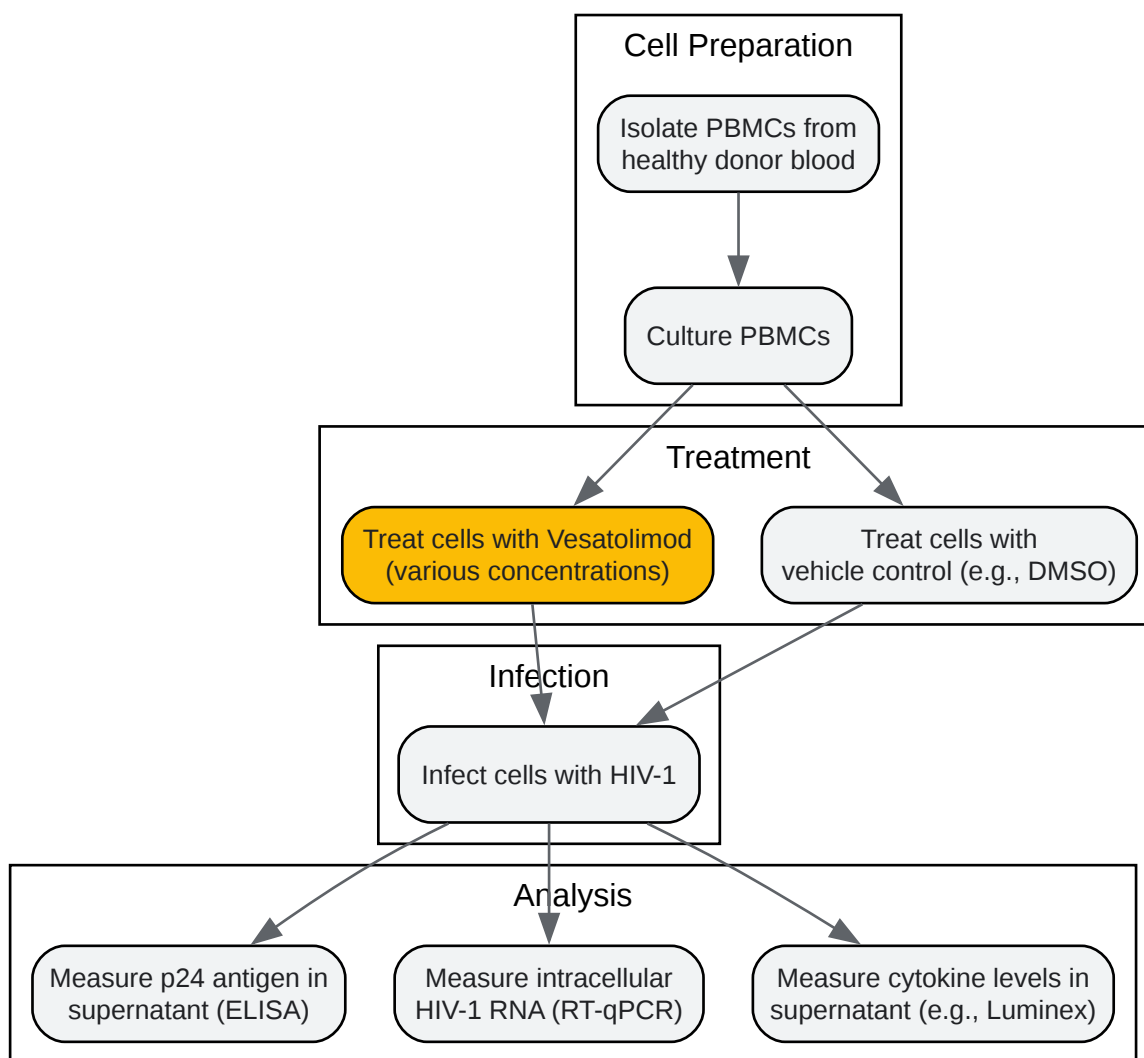 Cell Preparation
Isolate PBMCs from
healthy donor blood
Culture PBMCs
Treatment
Treat cells with Vesatolimod
(various concentrations)
Treat cells with
vehicle control (e.g., DMSO)
Infection
Infect cells with HIV-1
Analysis
Measure p24 antigen in
supernatant (ELISA)
Measure intracellular
HIV-1 RNA (RT-qPCR)
Measure cytokine levels in
supernatant (e.g., Luminex)